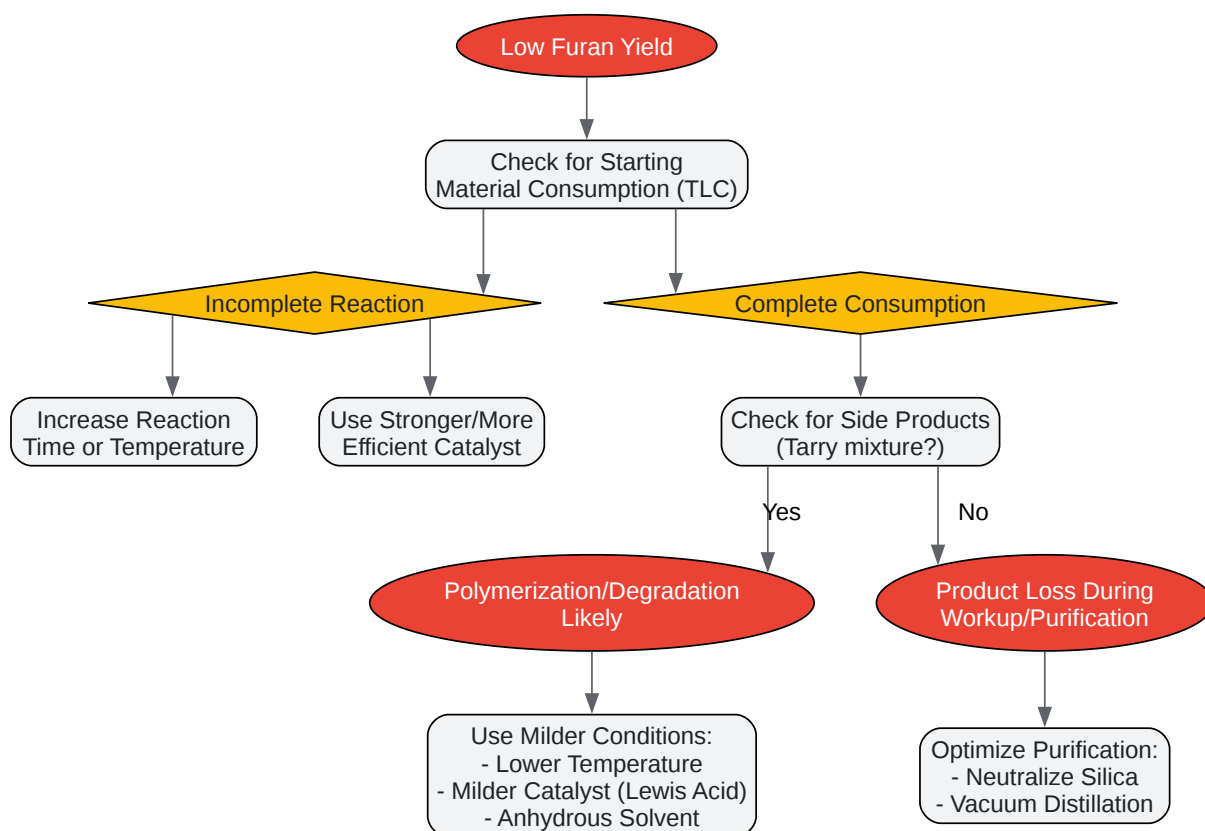 Low Furan Yield
Check for Starting
Material Consumption (TLC)
Incomplete Reaction
Complete Consumption
Increase Reaction
Time or Temperature
Use Stronger/More
Efficient Catalyst
Check for Side Products
(Tarry mixture?)
Yes
No
Polymerization/Degradation
Likely
Product Loss During
Workup/Purification
Use Milder Conditions:
- Lower Temperature
- Milder Catalyst (Lewis Acid)
- Anhydrous Solvent
Optimize Purification:
- Neutralize Silica
- Vacuum Distillation